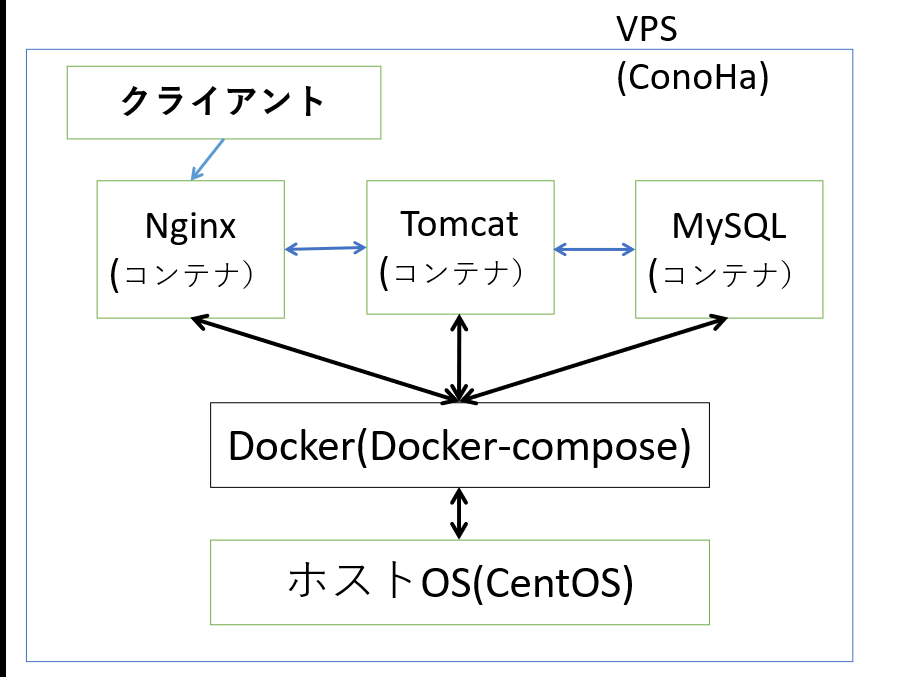 VPS
(ConoHa)
クライアント
Nginx
(コンテナ）
Tomcat
(コンテナ）
MySQL
(コンテナ）
Docker(Docker-compose)
ホストOS(CentOS)